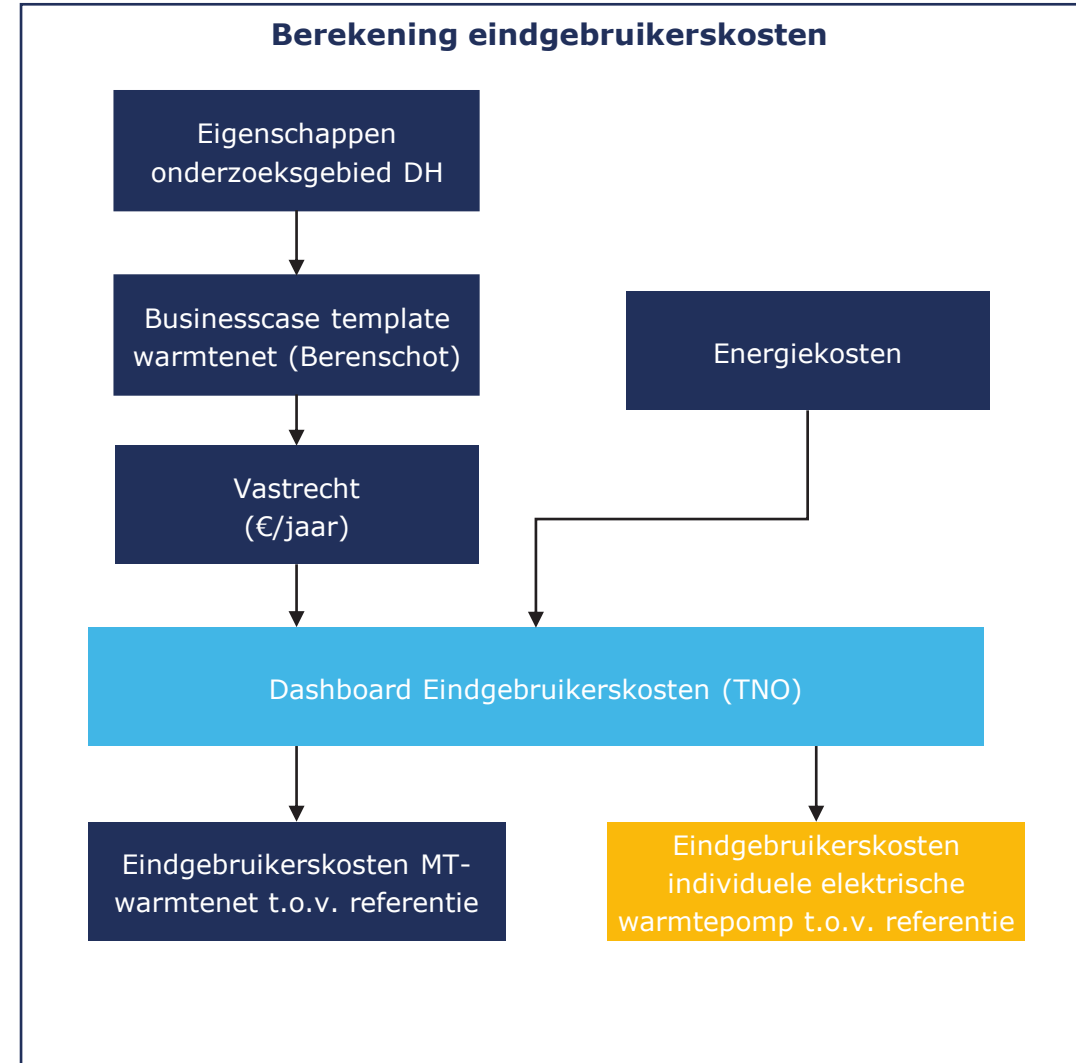 Berekening eindgebruikerskosten
Eigenschappen
onderzoeksgebied DH
Businesscase template
warmtenet (Berenschot)
Energiekosten
Vastrecht
(€/jaar)
Dashboard Eindgebruikerskosten (TNO)
Eindgebruikerskosten MT-
warmtenet t.o.v. referentie
Eindgebruikerskosten
individuele elektrische
warmtepomp t.o.v. referentie